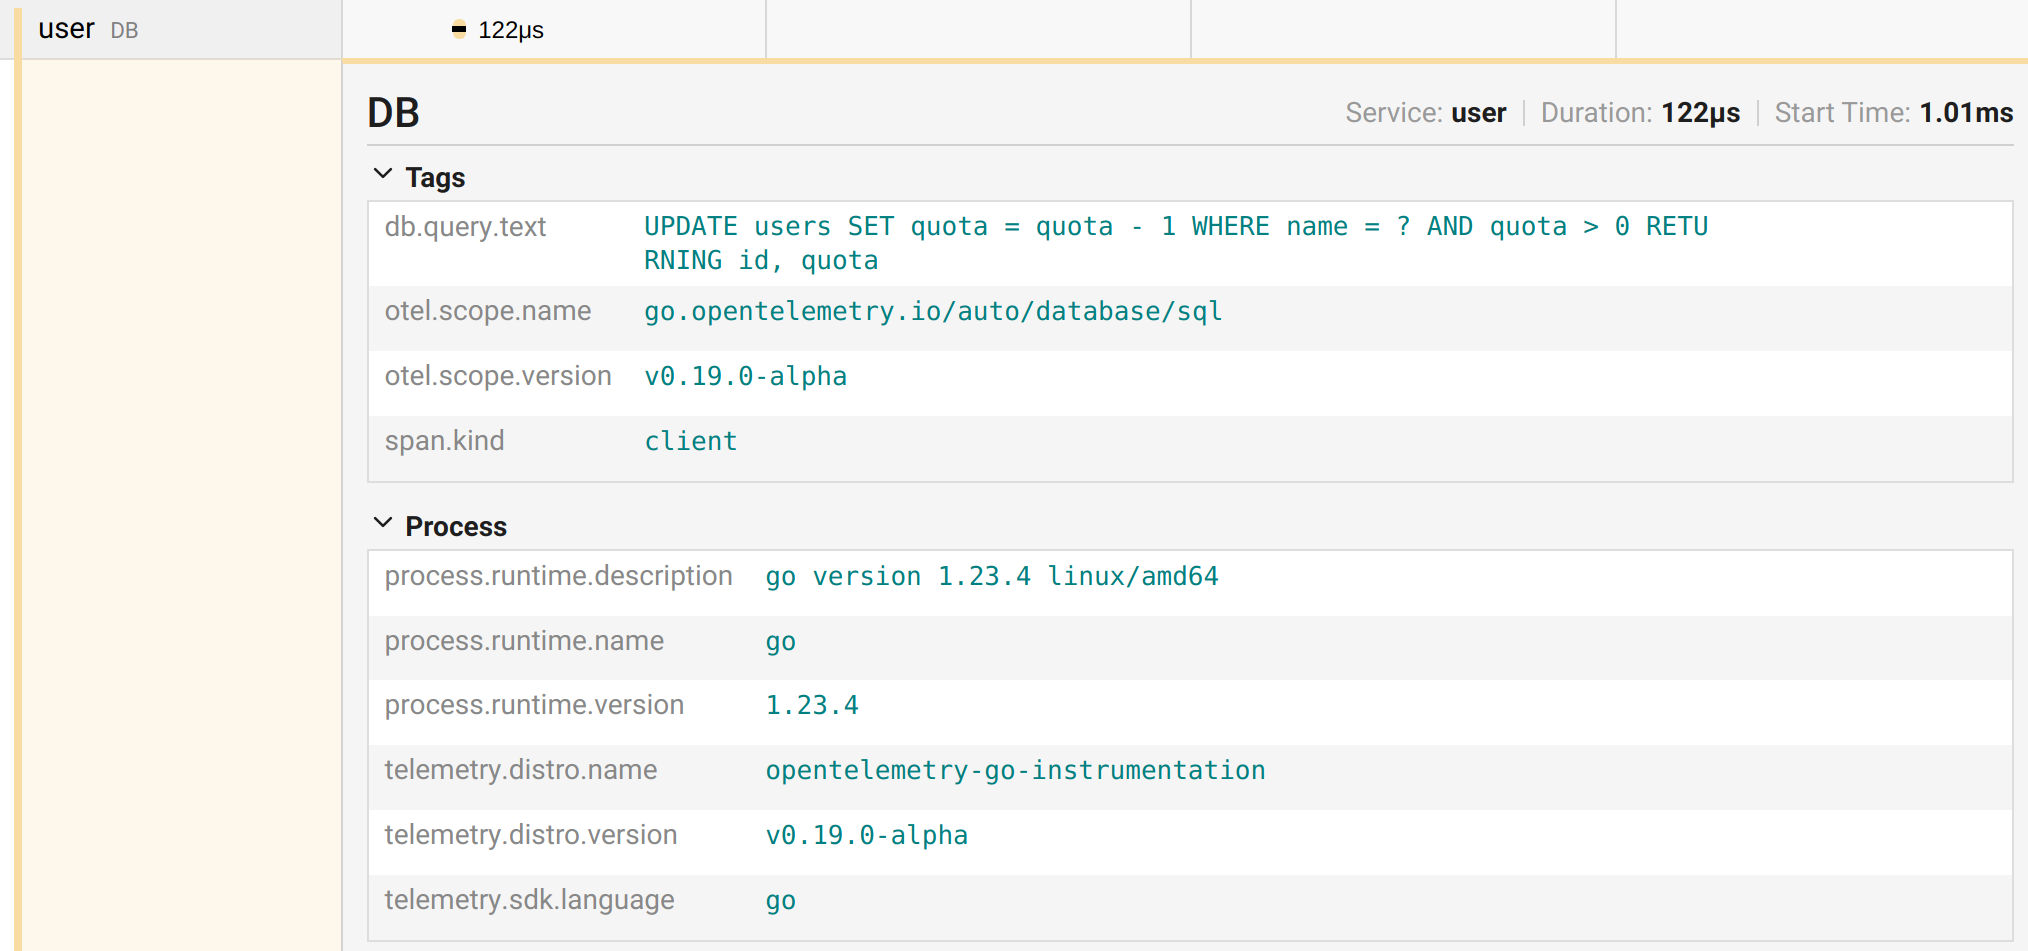 user DB 122μs
DB Service: user Duration: 122μs Start Time: 1.01ms
Tags
db.query.text UPDATE users SET quota = quota - 1 WHERE name = ? AND quota > 0 RETU
RNING id, quota
otel.scope.name go.opentelemetry.io/auto/database/sql
otel.scope.version v0.19.0-alpha
span.kind client
Process
process.runtime.description go version 1.23.4 linux/amd64
process.runtime.name go
process.runtime.version 1.23.4
telemetry.distro.name opentelemetry-go-instrumentation
telemetry.distro.version v0.19.0-alpha
telemetry.sdk.language go